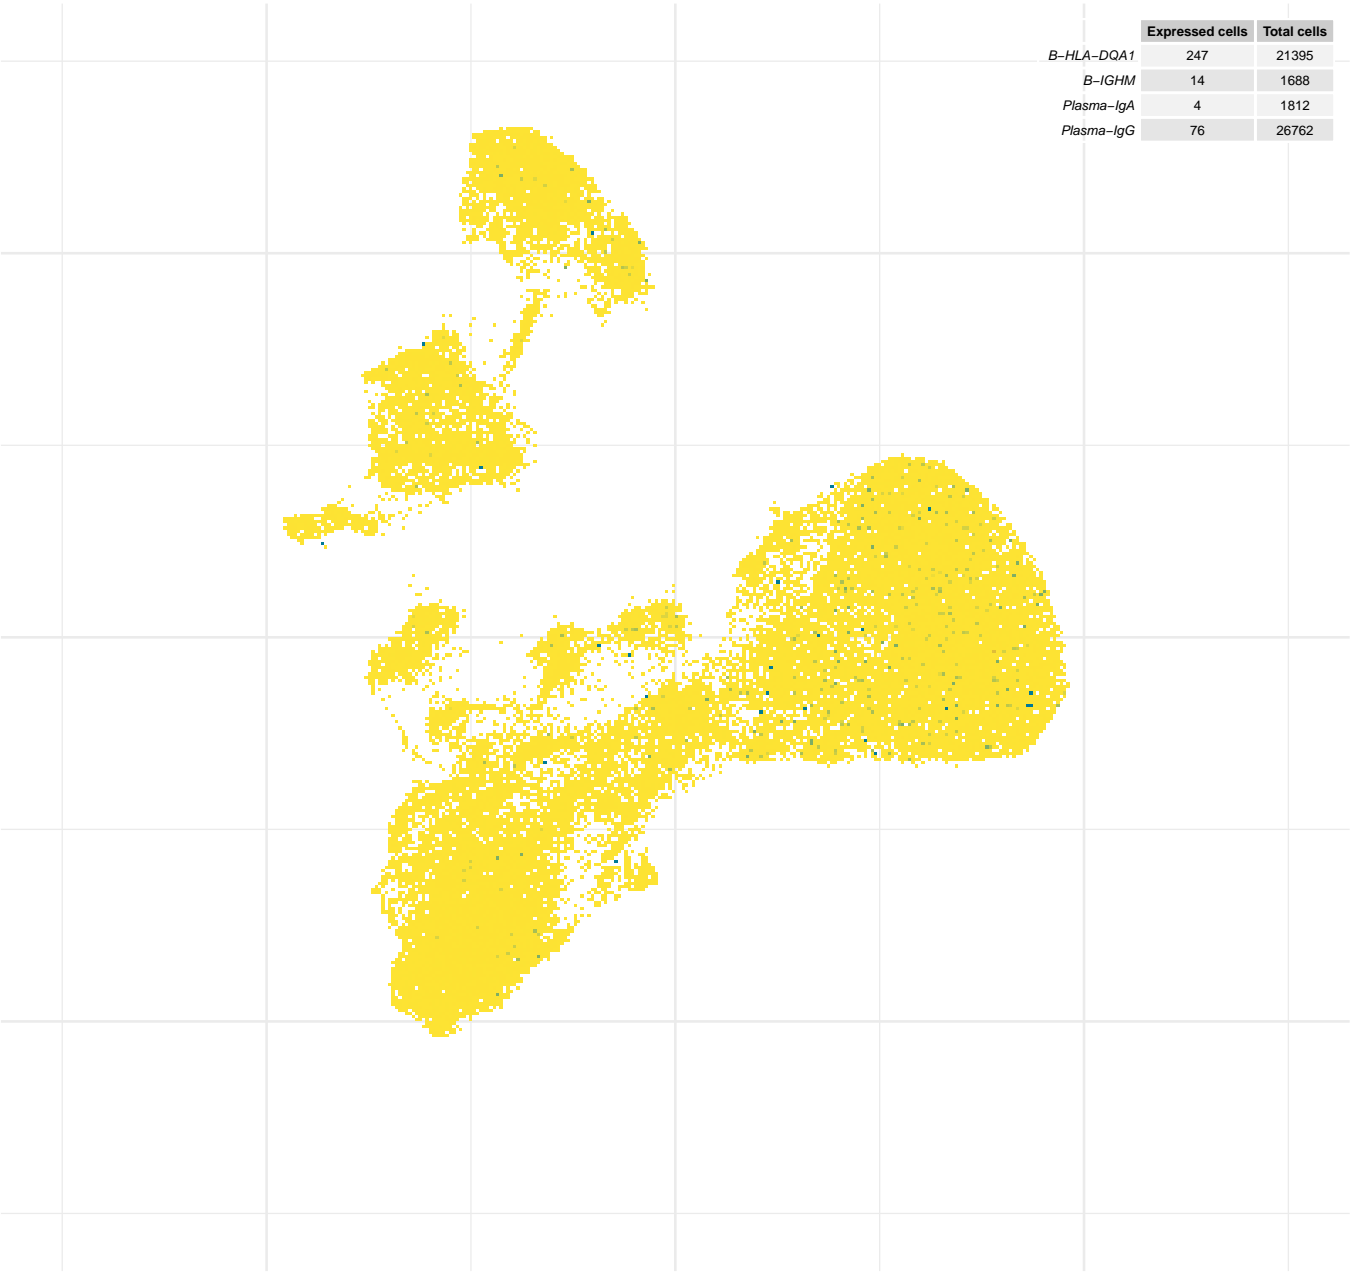 Expressed cells Total cells
B−HLA−DQA1 247 21395
B−IGHM 14 1688
Plasma−IgA 4 1812
Plasma−IgG 76 26762